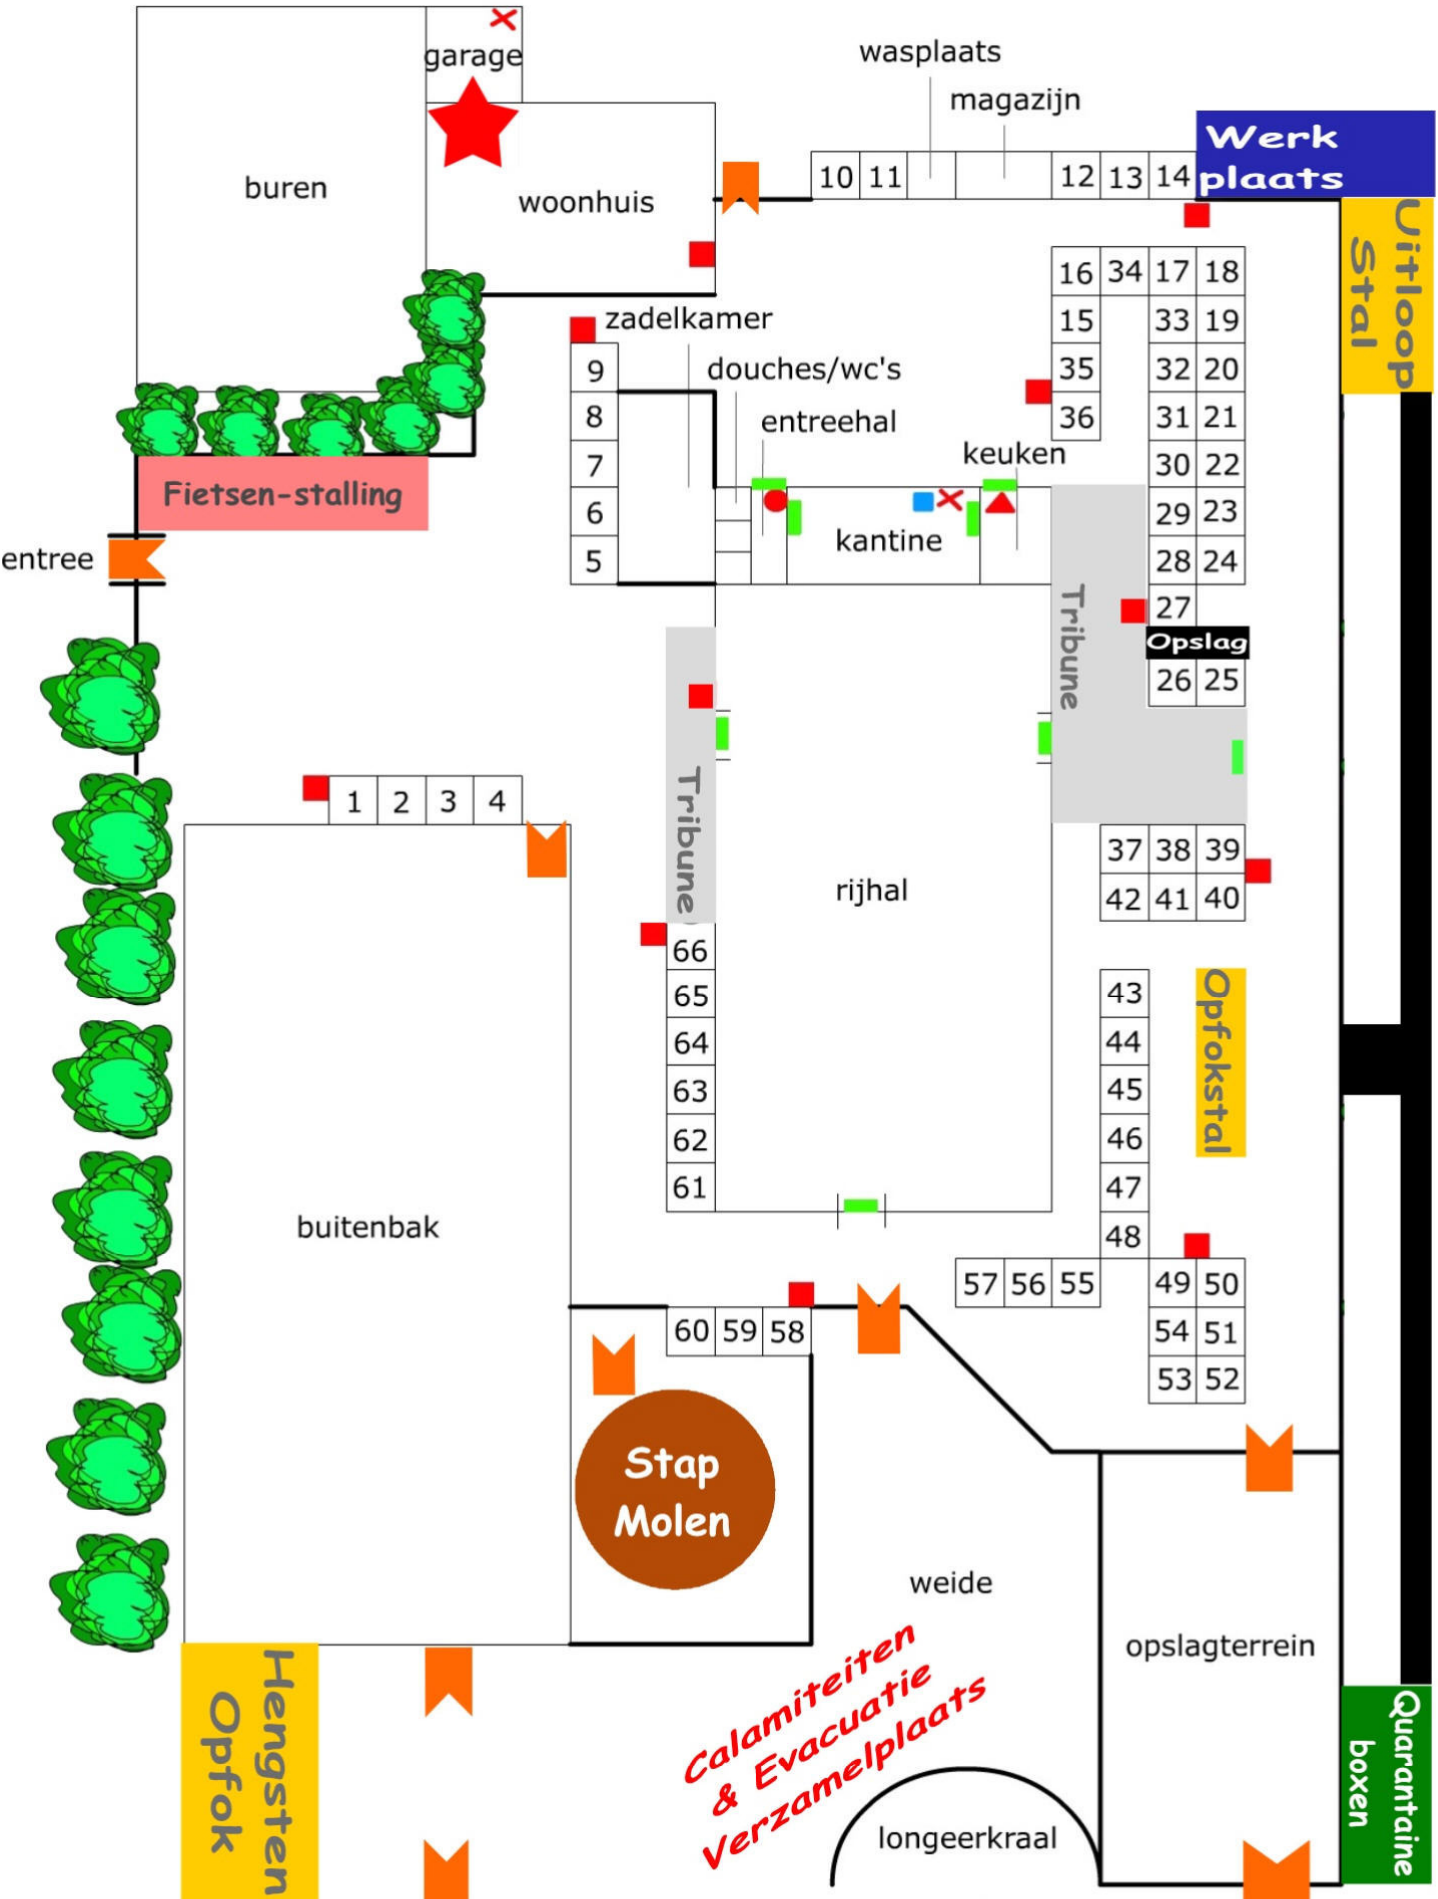 garage
wasplaats
magazijn
Werk
plaats
buren
woonhuis
10 11 12 13 14
Uitloop
Stal
16 34 17 18
15 33 19
35 32 20
36 31 21
30 22
29 23
28 24
27
Opslag
26 25
zadelkamer
douches/wc's
entreehal
keuken
kantine
9
8
7
6
5
Fietsen-stalling
entree
Tribune
Tribune
1 2 3 4
rijhal
37 38 39
42 41 40
66
65
64
63
62
61
43
44
45
46
47
48
Opfokstal
buitenbak
57 56 55
49 50
54 51
53 52
60 59 58
Stap
Molen
weide
opslagterrein
Calamiteiten
& Evacuatie
Verzamelplaats
longeerkraal
Hengsten
Opfok
Quarantaine
boxen